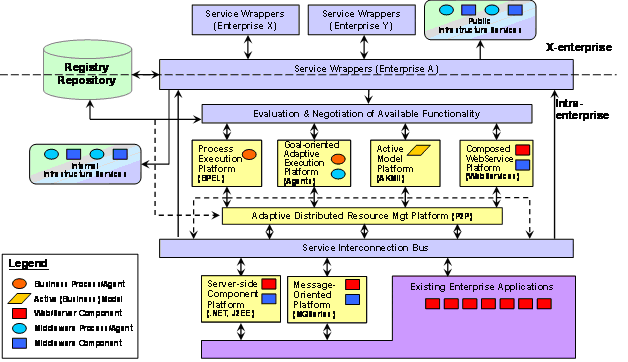 Service Wrappers
(Enterprise X)
Service Wrappers
(Enterprise Y)
Public
Infrastructure Services
X-enterprise
Registry
Repository
Service Wrappers (Enterprise A)
Intra-
enterprise
Evaluation & Negotiation of Available Functionality
Process
Execution
Platform
[BPEL]
Goal-oriented
Adaptive
Execution
Platform
[Agents]
Active
Model
Platform
[AKMii]
Composed
WebService
Platform
[WebServices]
Internal
Infrastructure Services
Adaptive Distributed Resource Mgt Platform [P2P]
Service Interconnection Bus
Legend
Business Process/Agent
Active (Business) Model
Web/Server Component
Middleware Process/Agent
Middleware Component
Server-side
Component
Platform
[.NET, J2EE]
Message-
Oriented
Platform
[MQSeries]
Existing Enterprise Applications